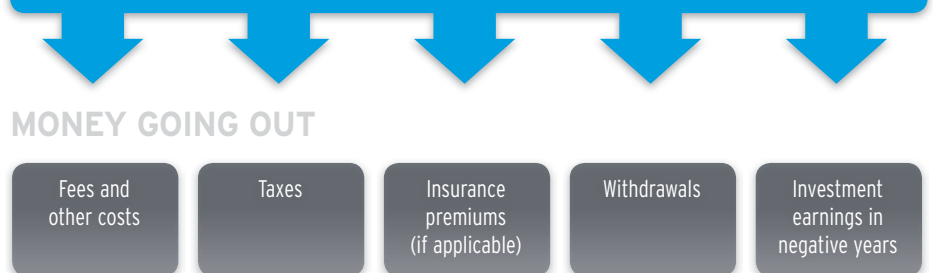 MONEY GOING OUT
Fees and
other costs
Taxes
Insurance
premiums
(if applicable)
Withdrawals
Investment
earnings in
negative years